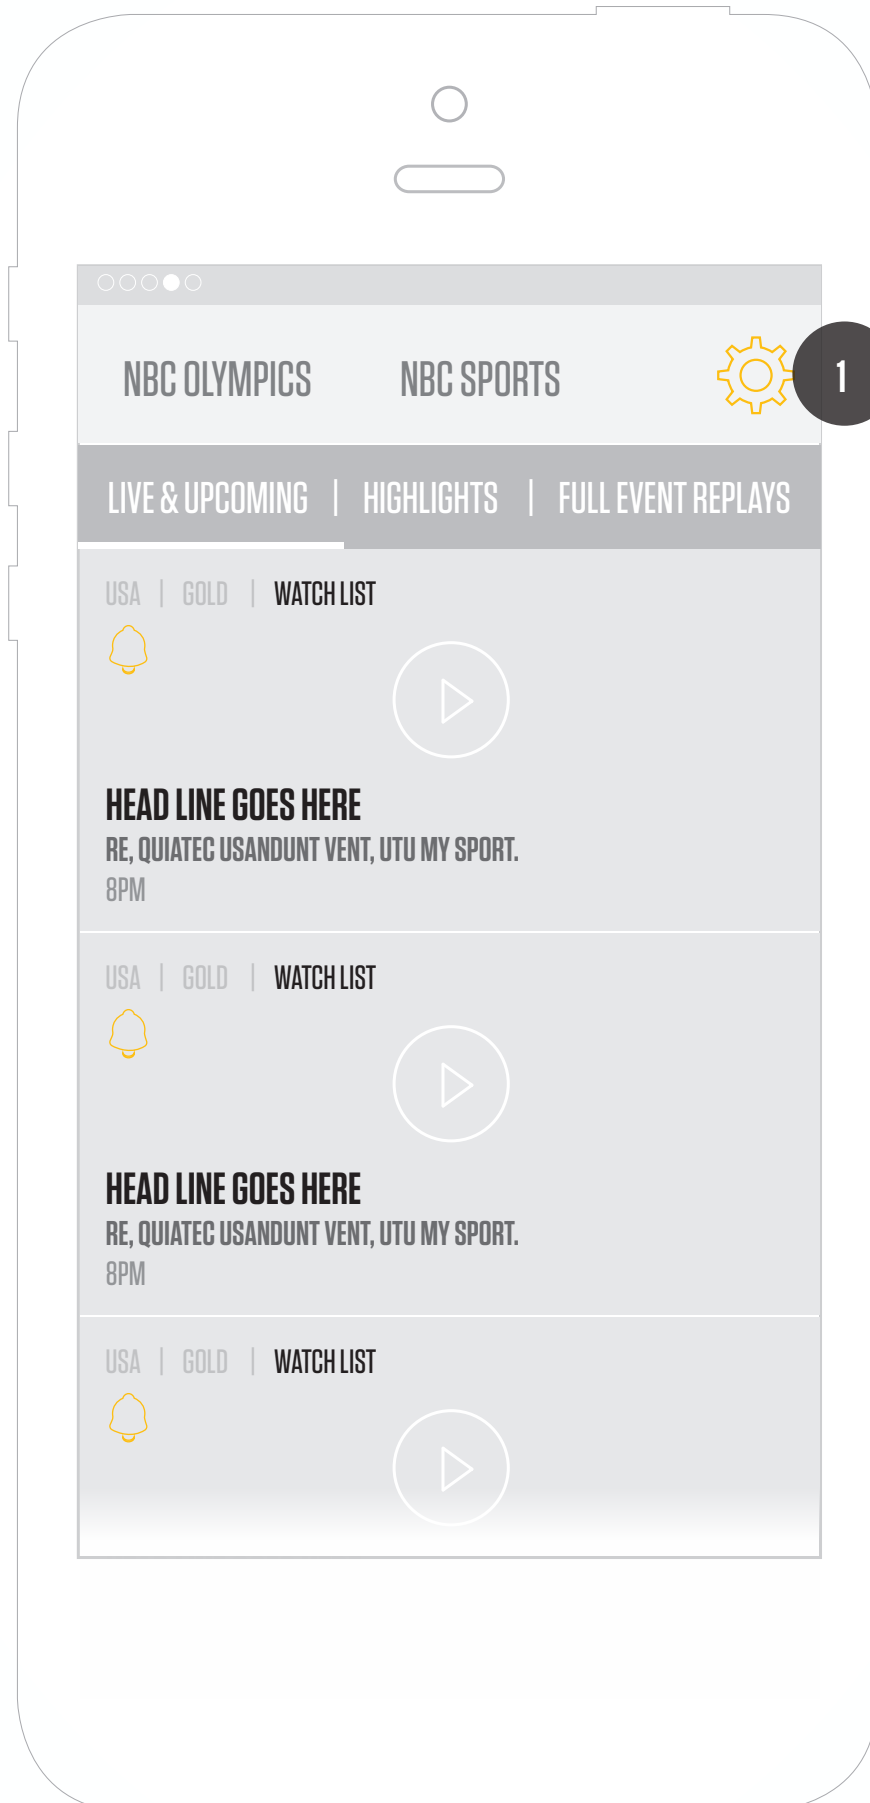 NBC OLYMPICS NBC SPORTS 1
LIVE & UPCOMING | HIGHLIGHTS | FULL EVENT REPLAYS
USA | GOLD | WATCH LIST
HEAD LINE GOES HERE
RE, QUIATEC USANDUNT VENT, UTU MY SPORT.
8PM
USA | GOLD | WATCH LIST
HEAD LINE GOES HERE
RE, QUIATEC USANDUNT VENT, UTU MY SPORT.
8PM
USA | GOLD | WATCH LIST